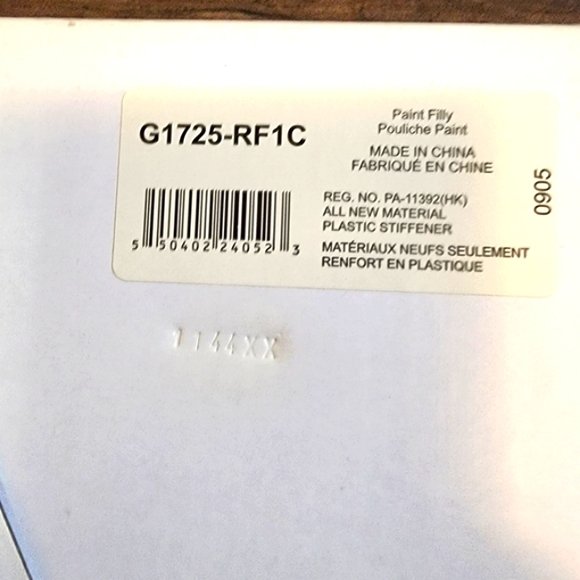 G1725-RF1C
5 50402 24052 3
Paint Filly
Pouliche Paint
MADE IN CHINA
FABRIQUÉ EN CHINE
REG. NO. PA-11392(HK)
ALL NEW MATERIAL
PLASTIC STIFFENER
MATÉRIAUX NEUFS SEULEMENT
RENFORT EN PLASTIQUE
0905
1144XX